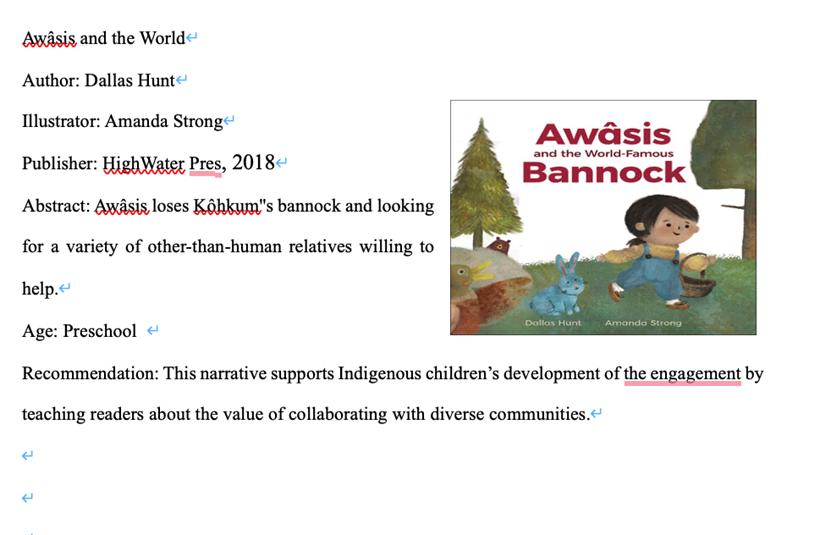 Awâsis and the World
Author: Dallas Hunt
Illustrator: Amanda Strong
Publisher: HighWater Pres, 2018
Abstract: Awâsis loses Kôhkum"s bannock and looking
for a variety of other-than-human relatives willing to
help.
Age: Preschool
Awâsis
and the World-Famous
Bannock
Dallas Hunt Amanda Strong
Recommendation: This narrative supports Indigenous children’s development of the engagement by
teaching readers about the value of collaborating with diverse communities.